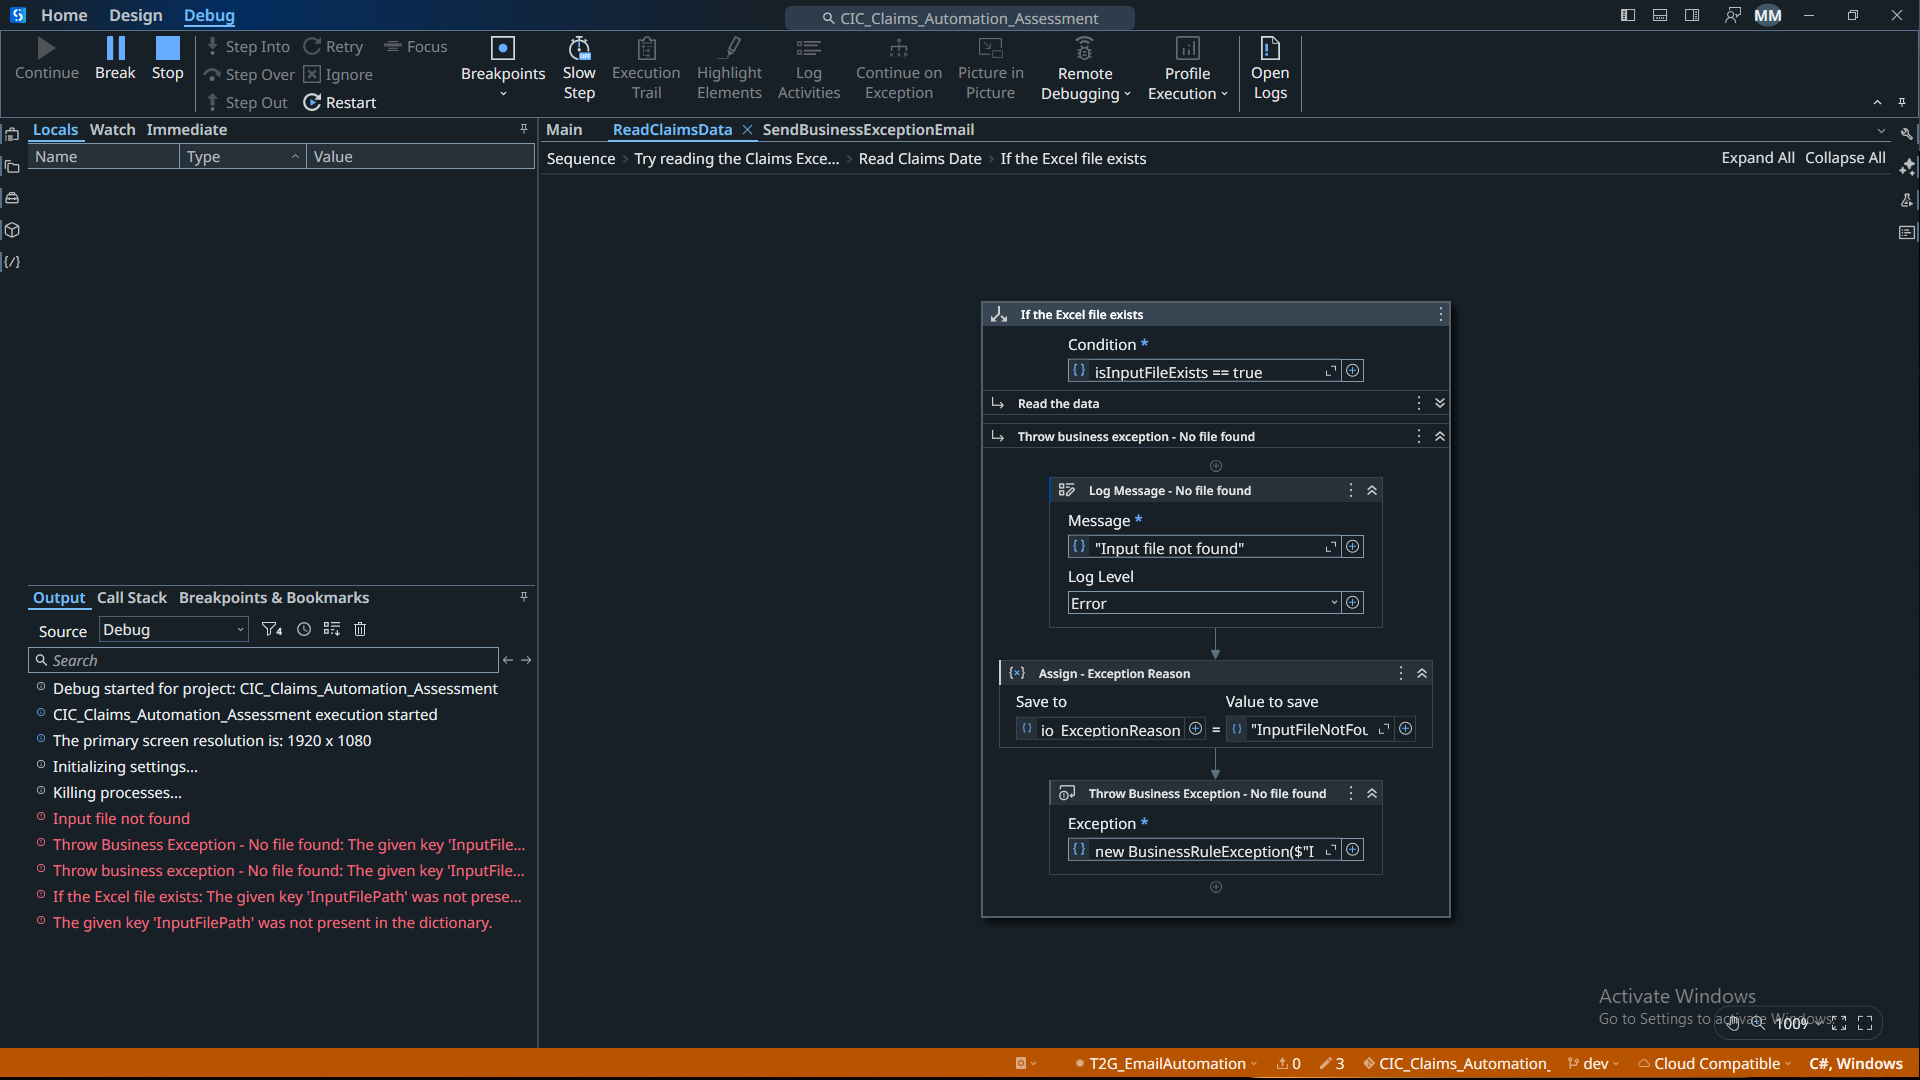 Home Design Debug
CIC_Claims_Automation_Assessment
MM
Continue Break Stop
Step Into Retry Focus
Step Over Ignore
Step Out Restart
Breakpoints
Slow Step
Execution Trail
Highlight Elements
Log Activities
Continue on Exception
Picture in Picture
Remote Debugging
Profile Execution
Open Logs
Locals Watch Immediate
Name Type Value
Main ReadClaimsData SendBusinessExceptionEmail
Sequence Try reading the Claims Exce... Read Claims Date If the Excel file exists
Expand All Collapse All
If the Excel file exists
Condition *
isInputFileExists == true
Read the data
Throw business exception - No file found
Log Message - No file found
Message *
"Input file not found"
Log Level
Error
Assign - Exception Reason
Save to Value to save
io_ExceptionReason = "InputFileNotFou
Throw Business Exception - No file found
Exception *
new BusinessRuleException($"I
Output Call Stack Breakpoints & Bookmarks
Source Debug
4
Search
Debug started for project: CIC_Claims_Automation_Assessment
CIC_Claims_Automation_Assessment execution started
The primary screen resolution is: 1920 x 1080
Initializing settings...
Killing processes...
Input file not found
Throw Business Exception - No file found: The given key 'InputFile...
Throw business exception - No file found: The given key 'InputFile...
If the Excel file exists: The given key 'InputFilePath' was not prese...
The given key 'InputFilePath' was not present in the dictionary.
Activate Windows
Go to Settings to activate Windows.
100%
T2G_EmailAutomation 0 3 CIC_Claims_Automation_ dev Cloud Compatible C#, Windows